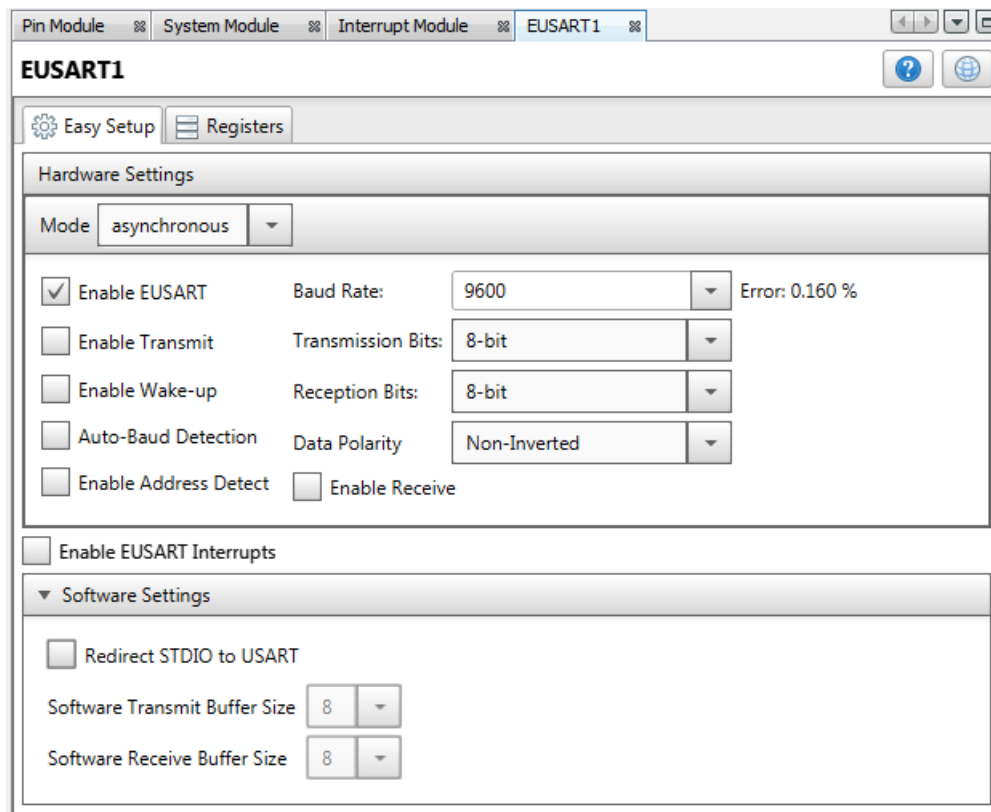 Pin Module System Module Interrupt Module EUSART1
EUSART1
Easy Setup Registers
Hardware Settings
Mode asynchronous
Enable EUSART Baud Rate: 9600 Error: 0.160 %
Enable Transmit Transmission Bits: 8-bit
Enable Wake-up Reception Bits: 8-bit
Auto-Baud Detection Data Polarity Non-Inverted
Enable Address Detect Enable Receive
Enable EUSART Interrupts
Software Settings
Redirect STDIO to USART
Software Transmit Buffer Size 8
Software Receive Buffer Size 8